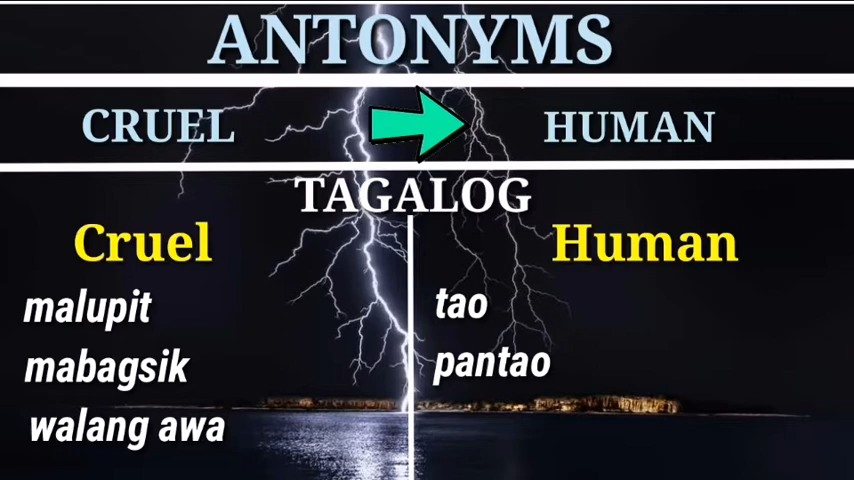 ANTONYMS
CRUEL HUMAN
TAGALOG
Cruel
malupit
mabagsik
walang awa
Human
tao
pantao